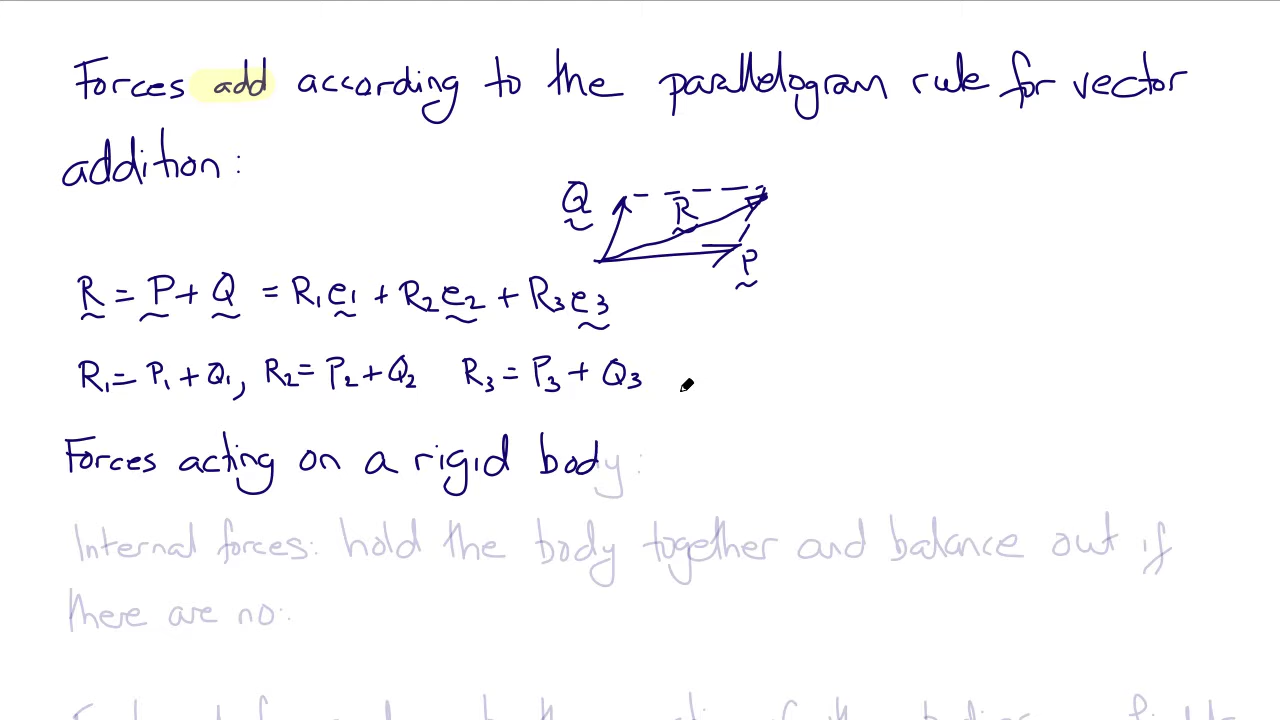 Forces add according to the parallelogram rule for vector
addition:
Q
R
P
R = P + Q = R₁e₁ + R₂e₂ + R₃e₃
R₁ = P₁ + Q₁, R₂ = P₂ + Q₂ R₃ = P₃ + Q₃
Forces acting on a rigid body:
Internal forces: hold the body together and balance out if
there are no: